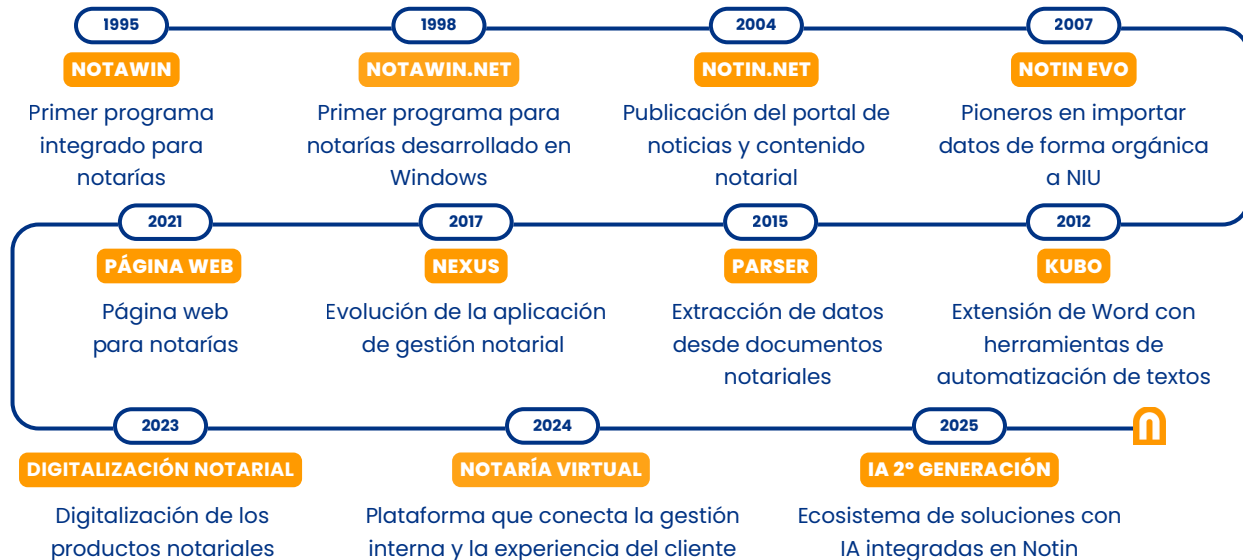 1995
NOTAWIN
Primer programa
integrado para
notarías
1998
NOTAWIN.NET
Primer programa para
notarías desarrollado en
Windows
2004
NOTIN.NET
Publicación del portal de
noticias y contenido
notarial
2007
NOTIN EVO
Pioneros en importar
datos de forma orgánica
a NIU
2012
KUBO
Extensión de Word con
herramientas de
automatización de textos
2015
PARSER
Extracción de datos
desde documentos
notariales
2017
NEXUS
Evolución de la aplicación
de gestión notarial
2021
PÁGINA WEB
Página web
para notarías
2023
DIGITALIZACIÓN NOTARIAL
Digitalización de los
productos notariales
2024
NOTARÍA VIRTUAL
Plataforma que conecta la gestión
interna y la experiencia del cliente
2025
IA 2º GENERACIÓN
Ecosistema de soluciones con
IA integradas en Notin